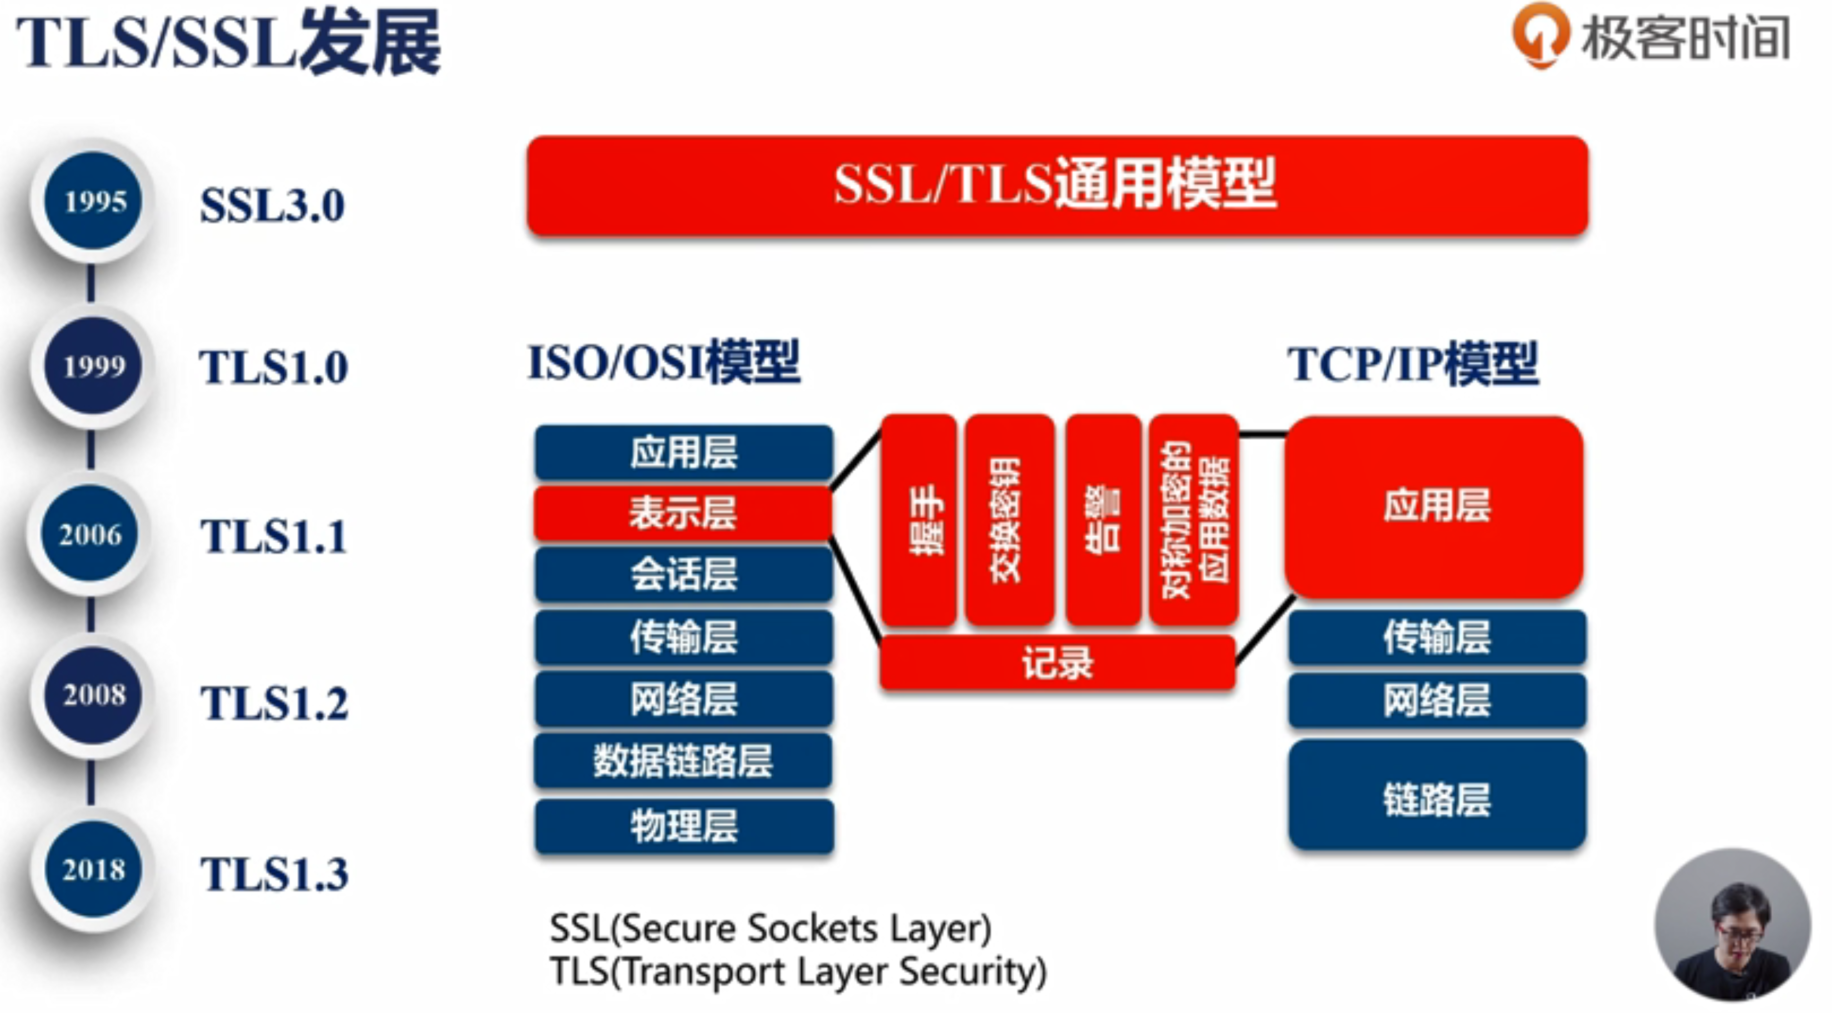 TLS/SSL发展
极客时间
1995
SSL3.0
1999
TLS1.0
2006
TLS1.1
2008
TLS1.2
2018
TLS1.3
SSL/TLS通用模型
ISO/OSI模型
应用层
表示层
会话层
传输层
网络层
数据链路层
物理层
握手
交换密钥
告警
对称加密的
应用数据
记录
TCP/IP模型
应用层
传输层
网络层
链路层
SSL(Secure Sockets Layer)
TLS(Transport Layer Security)